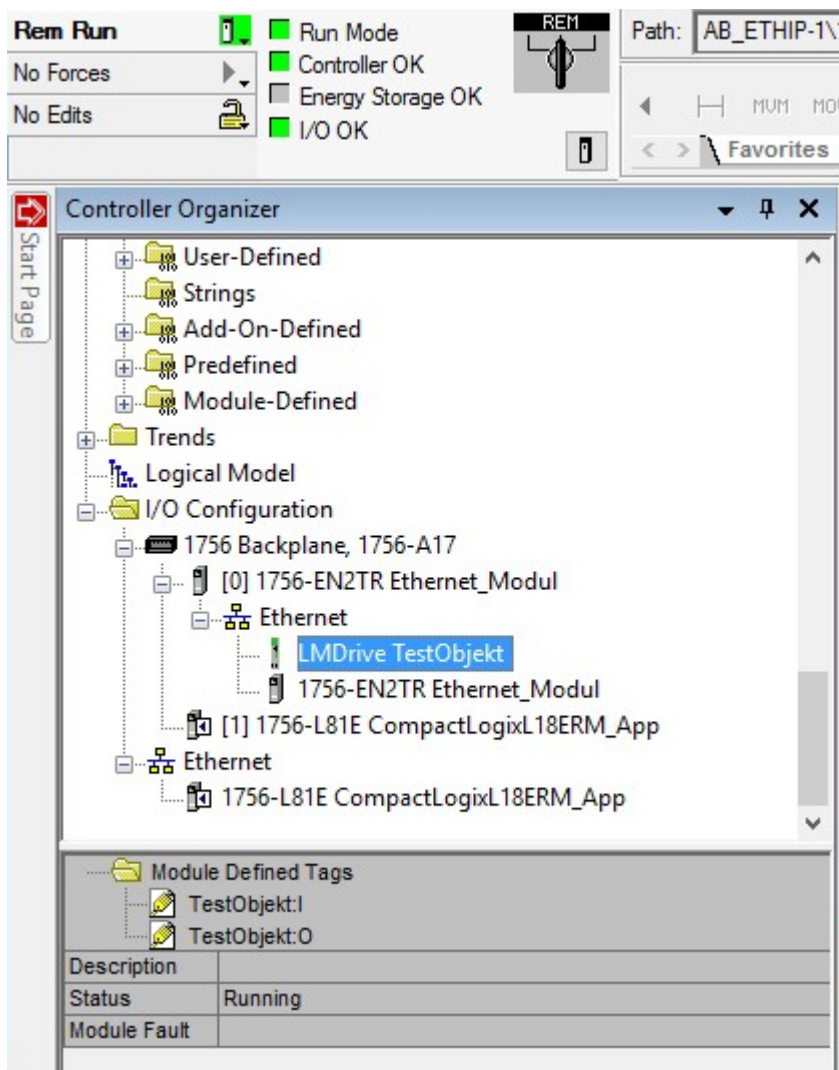 Rem Run
No Forces
No Edits
Run Mode
Controller OK
Energy Storage OK
I/O OK
REM
Path: AB_ETHIP-1\
MVM
Favorites
Start Page
Controller Organizer
User-Defined
Strings
Add-On-Defined
Predefined
Module-Defined
Trends
Logical Model
I/O Configuration
1756 Backplane, 1756-A17
[0] 1756-EN2TR Ethernet_Modul
Ethernet
LMDrive TestObjekt
1756-EN2TR Ethernet_Modul
[1] 1756-L81E CompactLogixL18ERM_App
Ethernet
1756-L81E CompactLogixL18ERM_App
Module Defined Tags
TestObjekt:I
TestObjekt:O
Description
Status Running
Module Fault